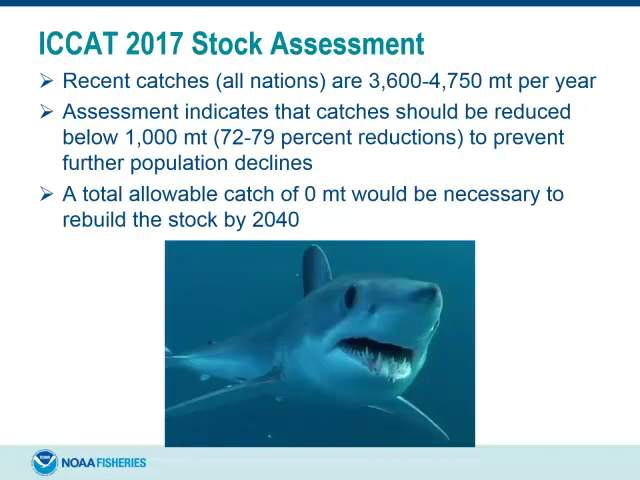 ICCAT 2017 Stock Assessment
➢ Recent catches (all nations) are 3,600-4,750 mt per year
➢ Assessment indicates that catches should be reduced
below 1,000 mt (72-79 percent reductions) to prevent
further population declines
➢ A total allowable catch of 0 mt would be necessary to
rebuild the stock by 2040
NOAA FISHERIES